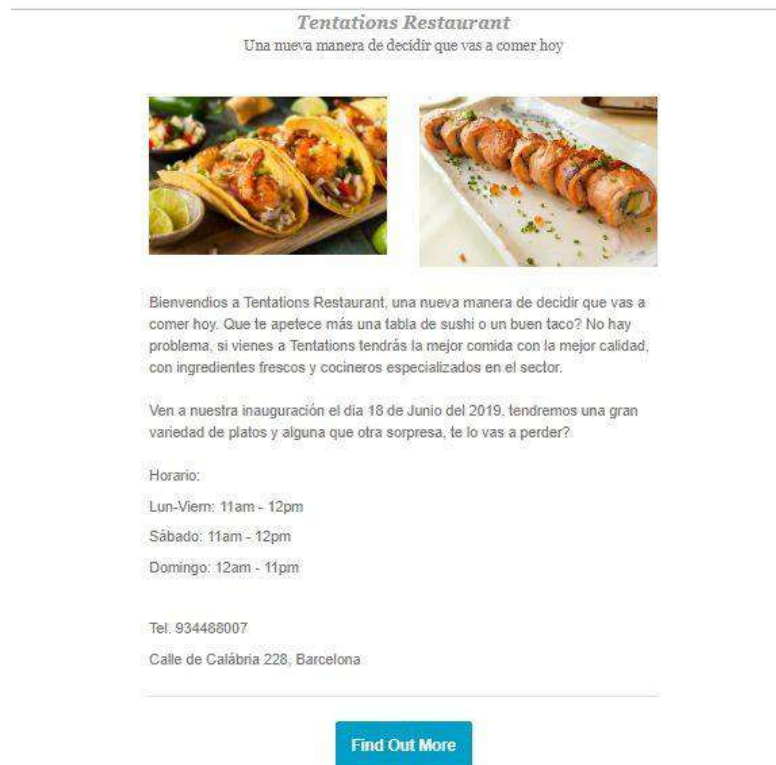 Tentations Restaurant
Una nueva manera de decidir que vas a comer hoy
Bienvendios a Tentations Restaurant, una nueva manera de decidir que vas a
comer hoy. Que te apetece más una tabla de sushi o un buen taco? No hay
problema, si vienes a Tentations tendrás la mejor comida con la mejor calidad,
con ingredientes frescos y cocineros especializados en el sector.
Ven a nuestra inauguración el dia 18 de Junio del 2019, tendremos una gran
variedad de platos y alguna que otra sorpresa, te lo vas a perder?
Horario:
Lun-Viern: 11am - 12pm
Sábado: 11am - 12pm
Domingo: 12am - 11pm
Tel. 934488007
Calle de Calábria 228, Barcelona
Find Out More